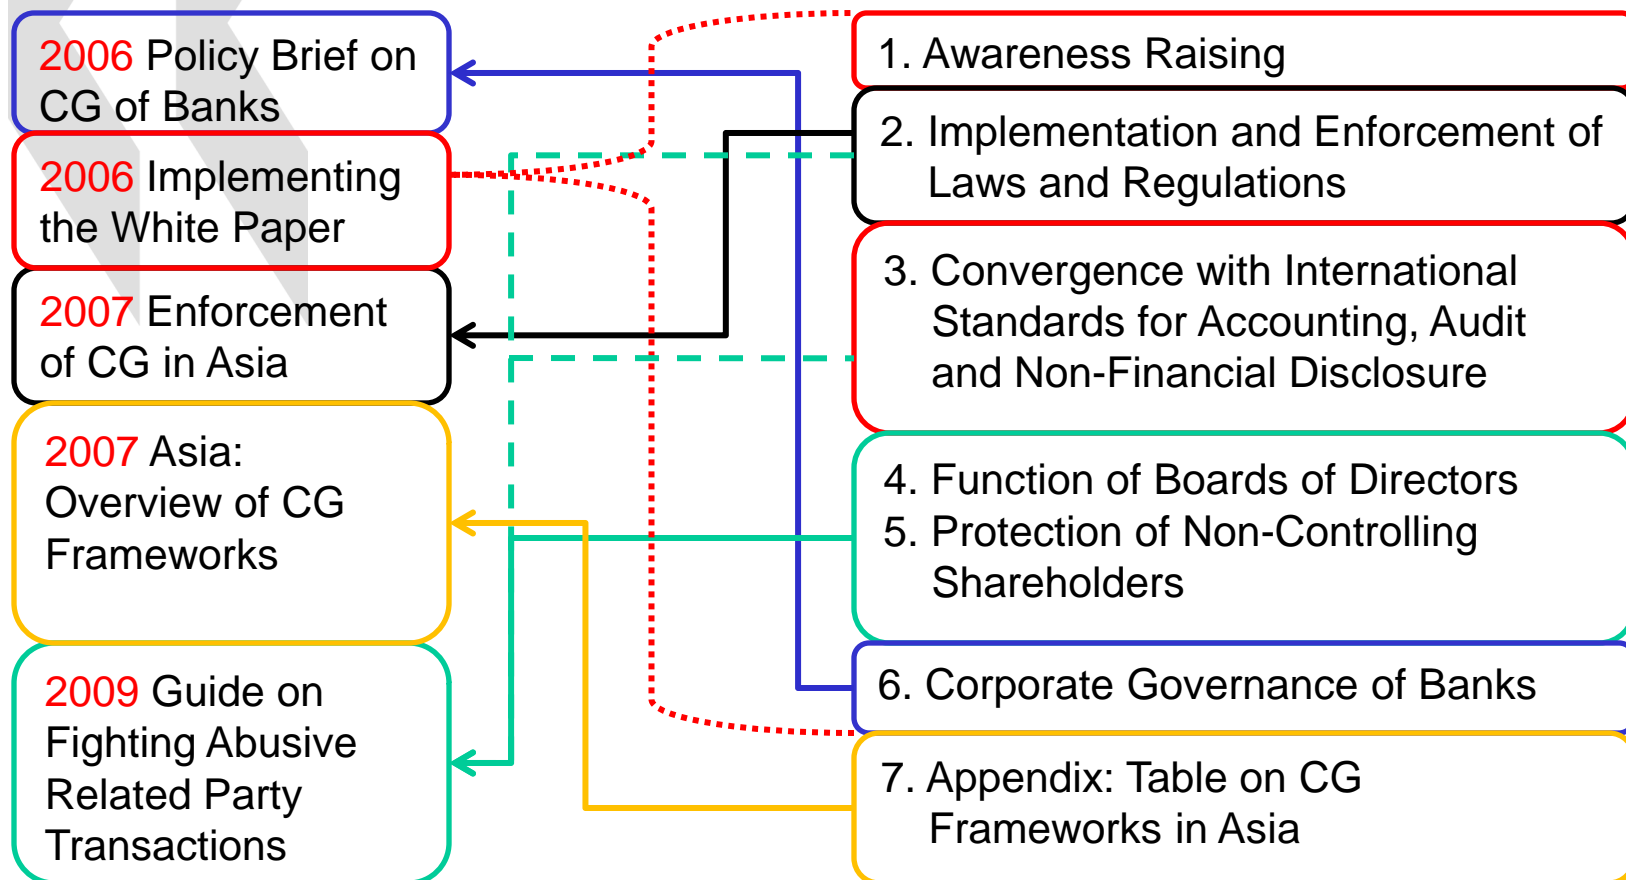 2006 Policy Brief on
CG of Banks
2006 Implementing
the White Paper
2007 Enforcement
of CG in Asia
2007 Asia:
Overview of CG
Frameworks
2009 Guide on
Fighting Abusive
Related Party
Transactions
1. Awareness Raising
2. Implementation and Enforcement of
Laws and Regulations
3. Convergence with International
Standards for Accounting, Audit
and Non-Financial Disclosure
4. Function of Boards of Directors
5. Protection of Non-Controlling
Shareholders
6. Corporate Governance of Banks
7. Appendix: Table on CG
Frameworks in Asia